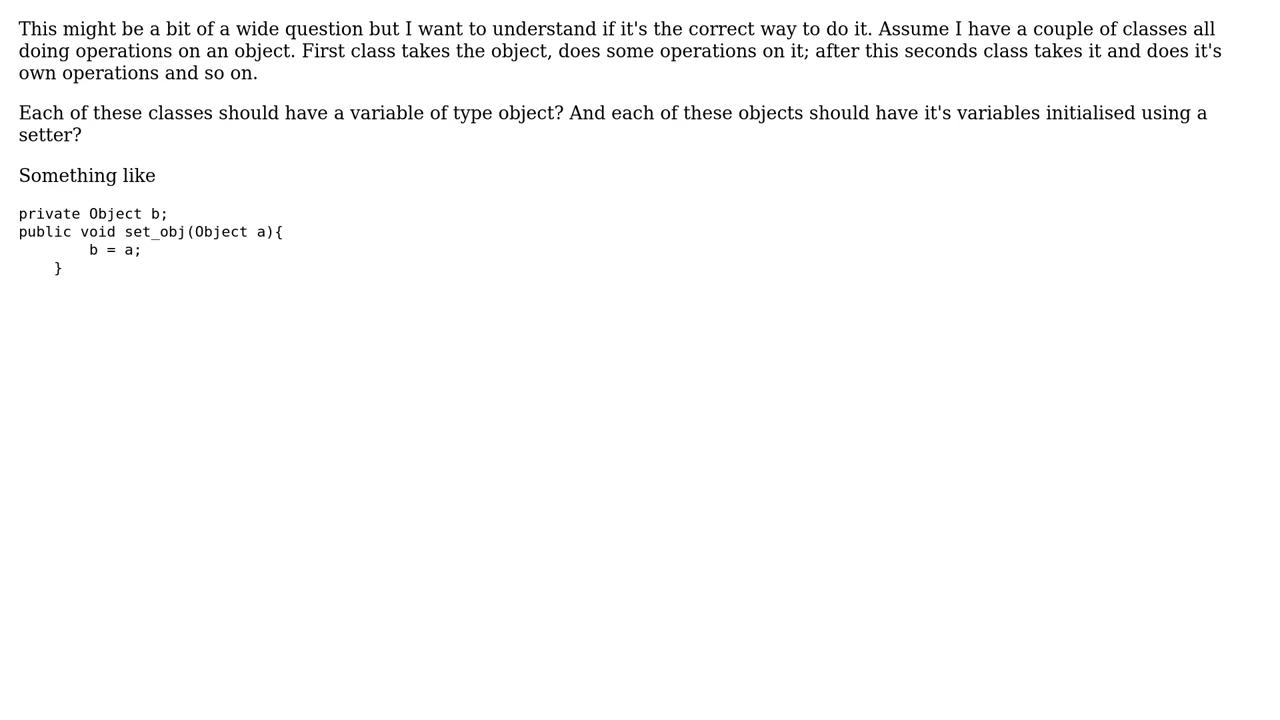 This might be a bit of a wide question but I want to understand if it's the correct way to do it. Assume I have a couple of classes all
doing operations on an object. First class takes the object, does some operations on it; after this seconds class takes it and does it's
own operations and so on.
Each of these classes should have a variable of type object? And each of these objects should have it's variables initialised using a
setter?
Something like
private Object b;
public void set_obj(Object a){
        b = a;
    }